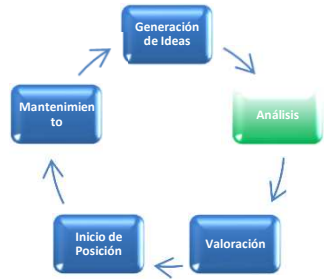 Generación
de Ideas
Análisis
Valoración
Inicio de
Posición
Mantenimien
to